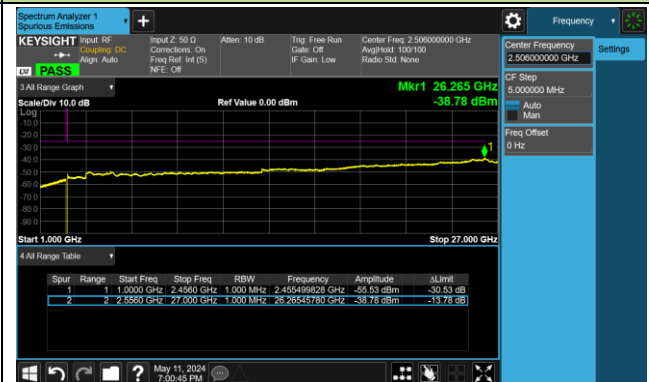 Spectrum Analyzer 1
Spurious Emissions
KEYSIGHT
Input: RF
Coupling: DC
Align: Auto
Input Z: 50 Ω
Corrections: On
Freq Ref: Int (S)
NFE: Off
Atten: 10 dB
Trig: Free Run
Gate: Off
IF Gain: Low
Center Freq: 2.506000000 GHz
Avg|Hold: 100/100
Radio Std: None
LXI PASS
3 All Range Graph
Mkr1 26.265 GHz
Scale/Div 10.0 dB
Ref Value 0.00 dBm
-38.78 dBm
Log
-10.0
-20.0
-30.0
-40.0
-50.0
-60.0
-70.0
-80.0
-90.0
1
Start 1.000 GHz
Stop 27.000 GHz
4 All Range Table
Spur Range Start Freq Stop Freq RBW Frequency Amplitude ΔLimit
1 1 1.0000 GHz 2.4560 GHz 1.000 MHz 2.455499828 GHz -55.53 dBm -30.53 dB
2 2 2.5560 GHz 27.000 GHz 1.000 MHz 26.26545780 GHz -38.78 dBm -13.78 dB
May 11, 2024
7:00:45 PM
Frequency
Center Frequency
2.506000000 GHz
Settings
CF Step
5.000000 MHz
Auto
Man
Freq Offset
0 Hz